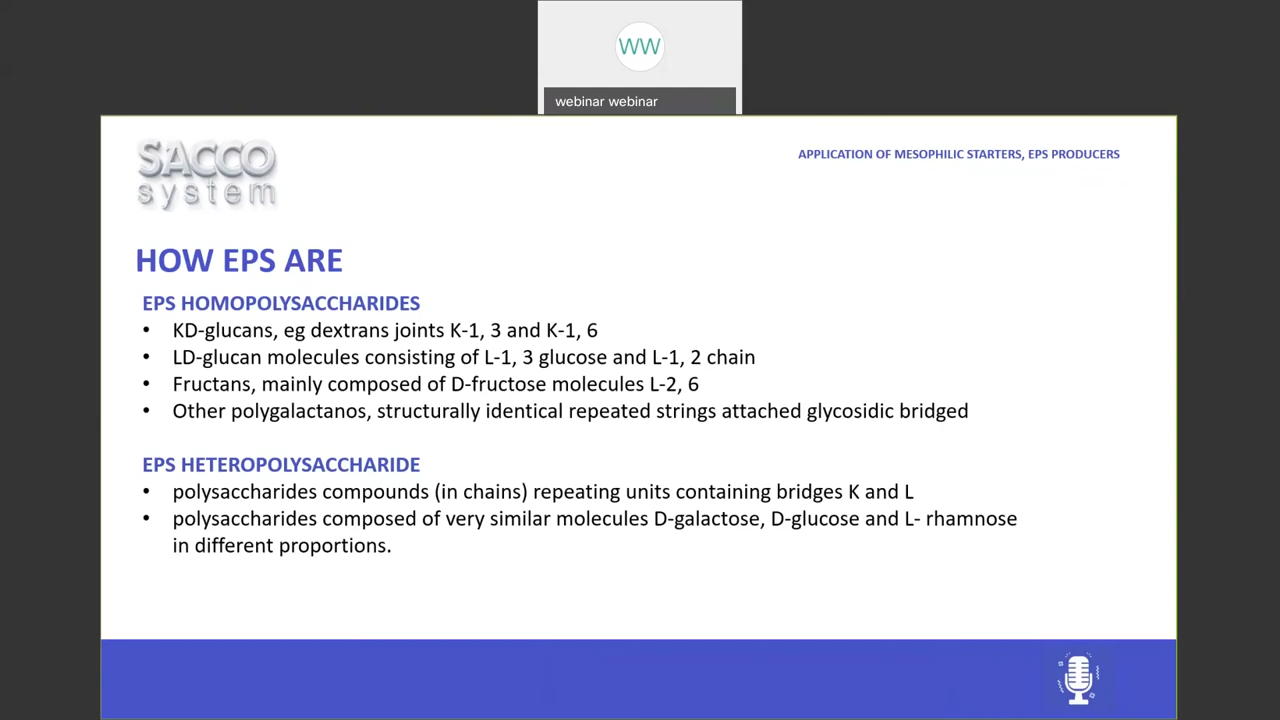 WW
webinar webinar
SACCO
system
APPLICATION OF MESOPHILIC STARTERS, EPS PRODUCERS
HOW EPS ARE
EPS HOMOPOLYSACCHARIDES
• KD-glucans, eg dextrans joints K-1, 3 and K-1, 6
• LD-glucan molecules consisting of L-1, 3 glucose and L-1, 2 chain
• Fructans, mainly composed of D-fructose molecules L-2, 6
• Other polygalactanos, structurally identical repeated strings attached glycosidic bridged
EPS HETEROPOLYSACCHARIDE
• polysaccharides compounds (in chains) repeating units containing bridges K and L
• polysaccharides composed of very similar molecules D-galactose, D-glucose and L- rhamnose
in different proportions.